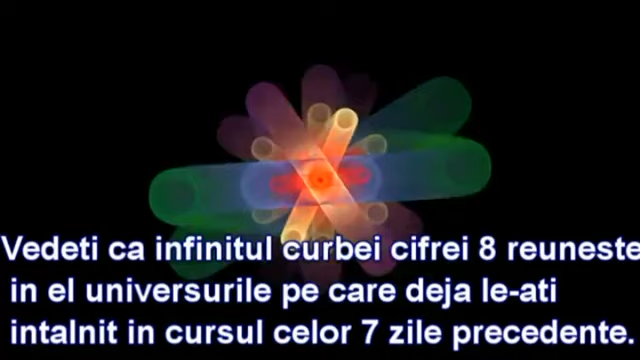 Vedeti ca infinitul curbei cifrei 8 reuneste
in el universurile pe care deja le-ati
intalnit in cursul celor 7 zile precedente.